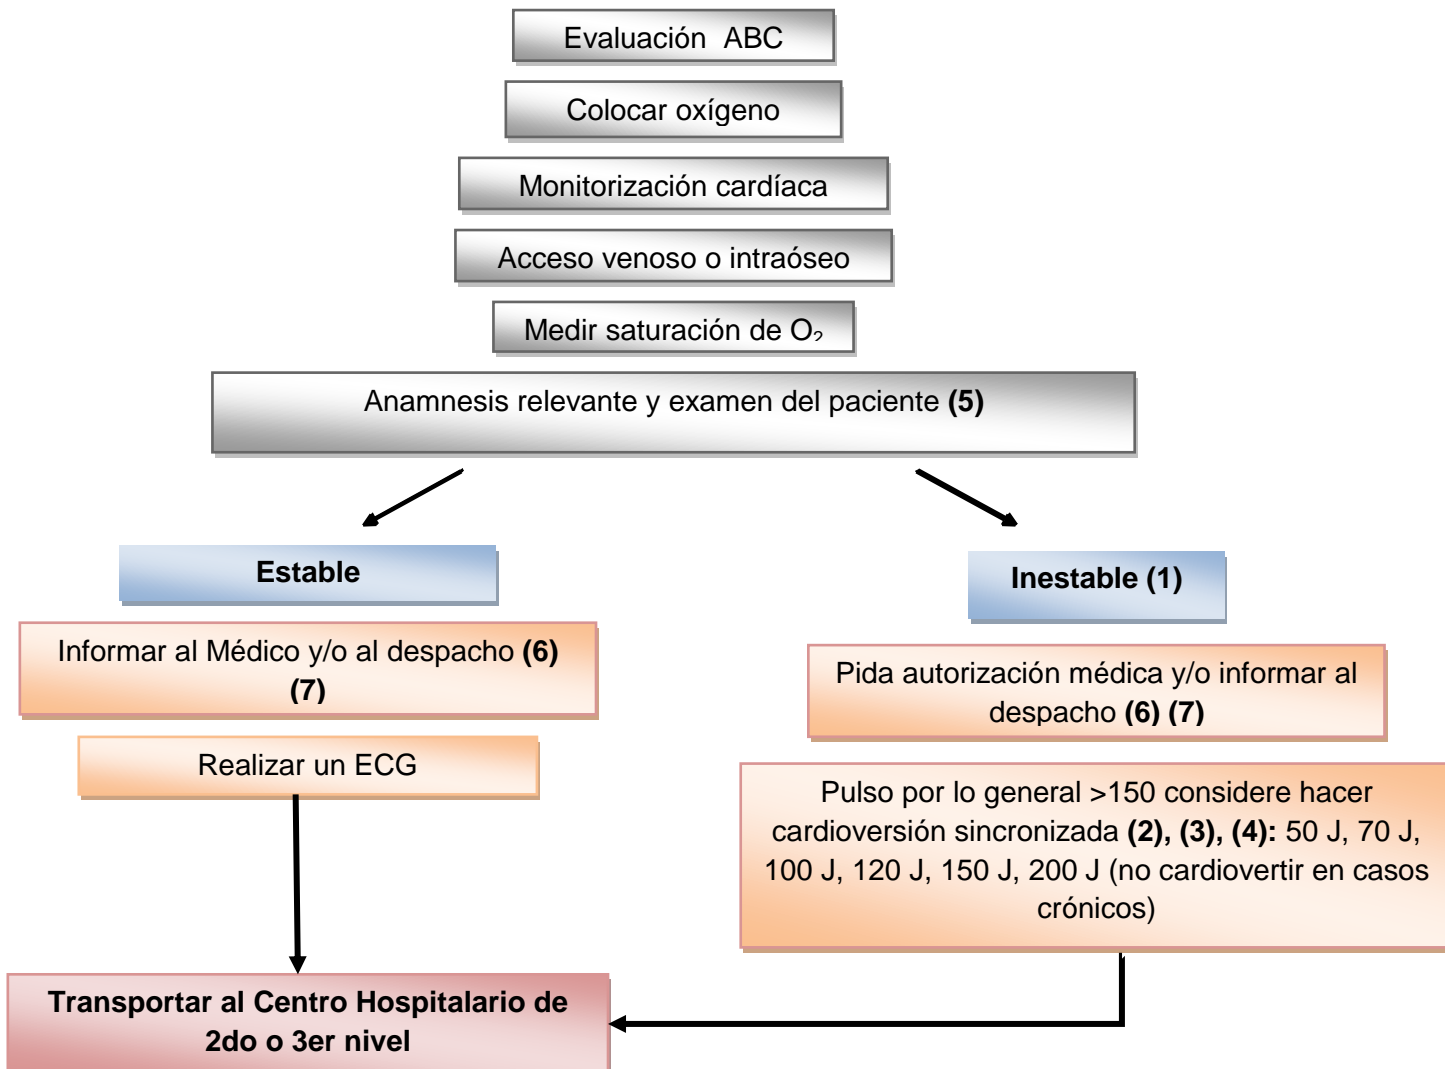 Evaluación ABC
Colocar oxígeno
Monitorización cardíaca
Acceso venoso o intraóseo
Medir saturación de O₂
Anamnesis relevante y examen del paciente (5)
Estable
Informar al Médico y/o al despacho (6)
(7)
Realizar un ECG
Inestable (1)
Pida autorización médica y/o informar al
despacho (6) (7)
Pulso por lo general >150 considere hacer
cardioversión sincronizada (2), (3), (4): 50 J, 70 J,
100 J, 120 J, 150 J, 200 J (no cardiovertir en casos
crónicos)
Transportar al Centro Hospitalario de
2do o 3er nivel